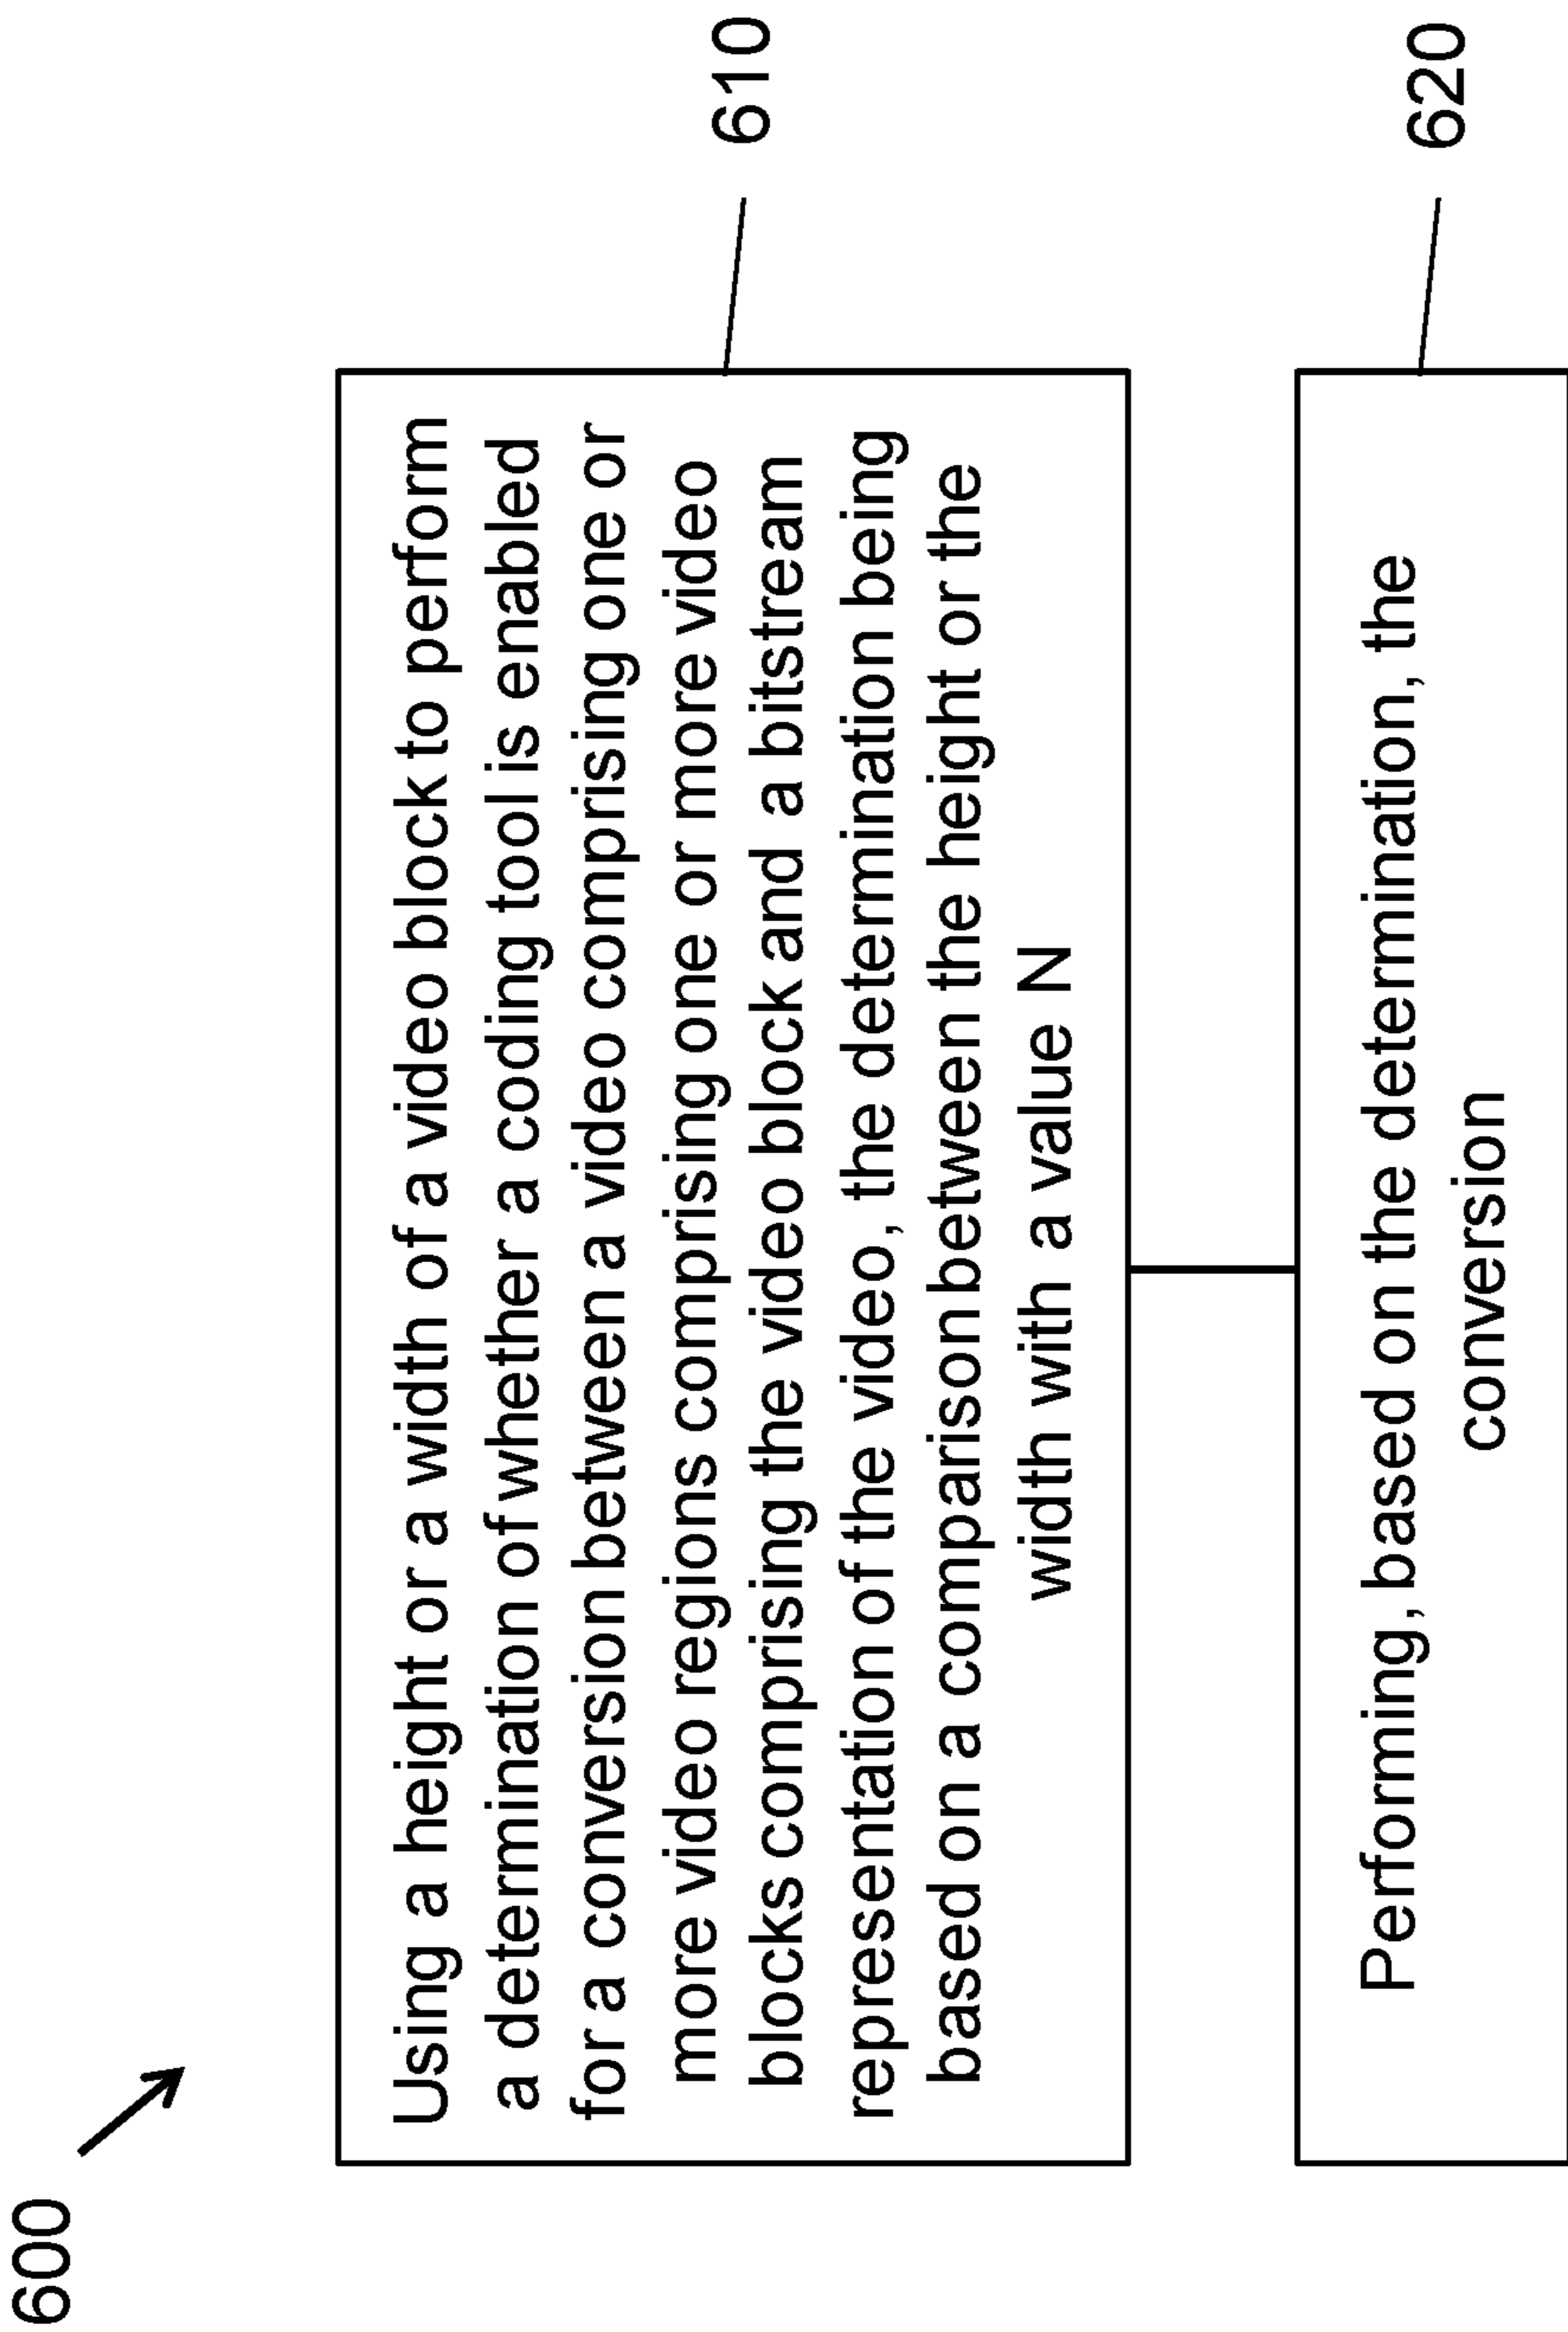 600
Using a height or a width of a video block to perform
a determination of whether a coding tool is enabled
for a conversion between a video comprising one or
more video regions comprising one or more video
blocks comprising the video block and a bitstream
representation of the video, the determination being
based on a comparison between the height or the
width with a value N
610
Performing, based on the determination, the
conversion
620